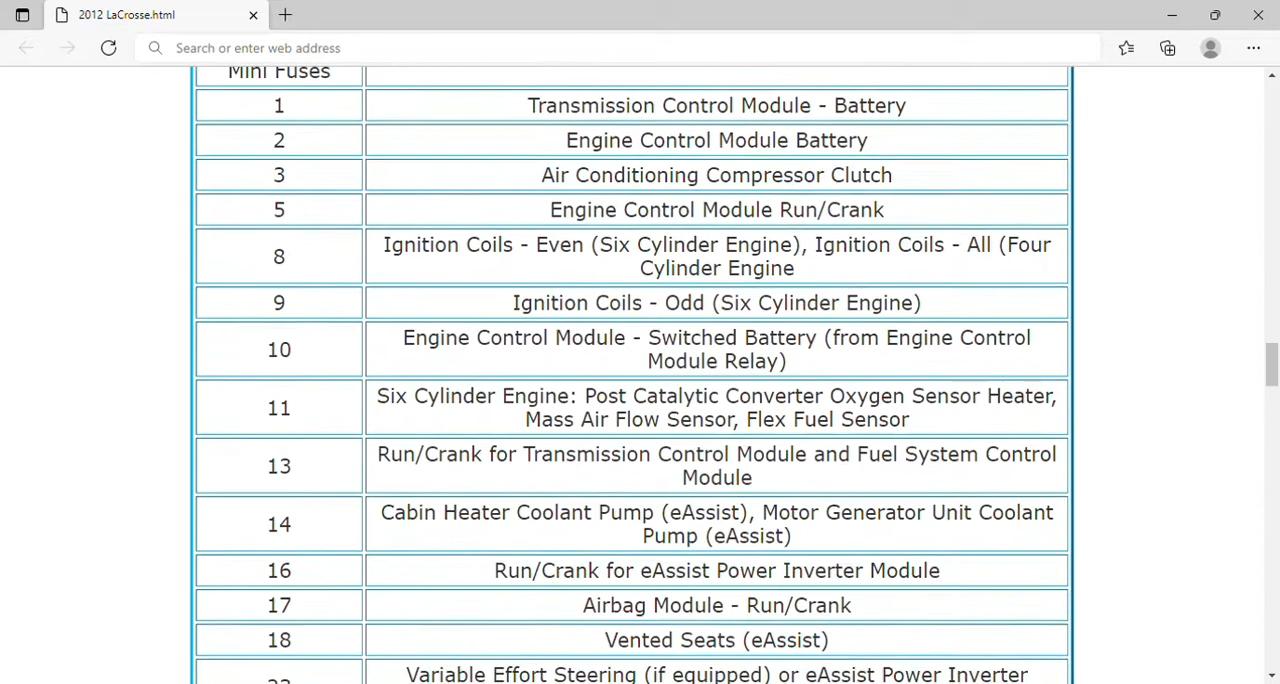 2012 LaCrosse.html
Search or enter web address
Mini Fuses
1 Transmission Control Module - Battery
2 Engine Control Module Battery
3 Air Conditioning Compressor Clutch
5 Engine Control Module Run/Crank
8 Ignition Coils - Even (Six Cylinder Engine), Ignition Coils - All (Four
Cylinder Engine
9 Ignition Coils - Odd (Six Cylinder Engine)
10 Engine Control Module - Switched Battery (from Engine Control
Module Relay)
11 Six Cylinder Engine: Post Catalytic Converter Oxygen Sensor Heater,
Mass Air Flow Sensor, Flex Fuel Sensor
13 Run/Crank for Transmission Control Module and Fuel System Control
Module
14 Cabin Heater Coolant Pump (eAssist), Motor Generator Unit Coolant
Pump (eAssist)
16 Run/Crank for eAssist Power Inverter Module
17 Airbag Module - Run/Crank
18 Vented Seats (eAssist)
Variable Effort Steering (if equipped) or eAssist Power Inverter